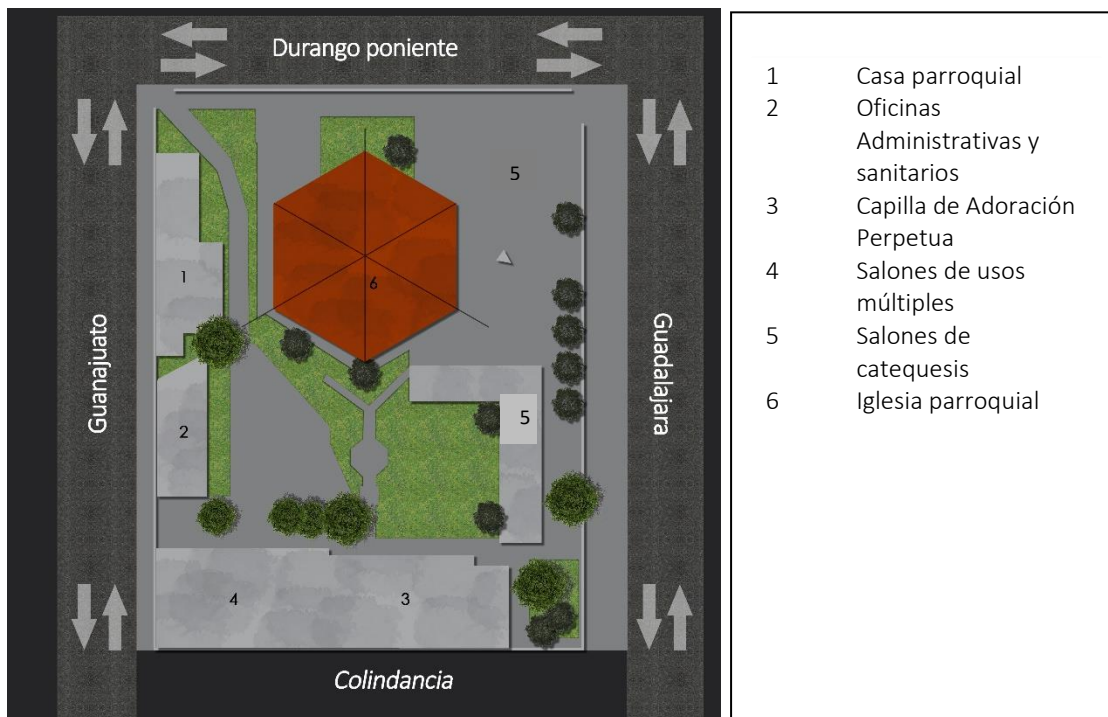 Durango poniente
Guanajuato
Guadalajara
5
1
6
5
2
4
3
Colindancia
1 Casa parroquial
2 Oficinas
Administrativas y
sanitarios
3 Capilla de Adoración
Perpetua
4 Salones de usos
múltiples
5 Salones de
catequesis
6 Iglesia parroquial